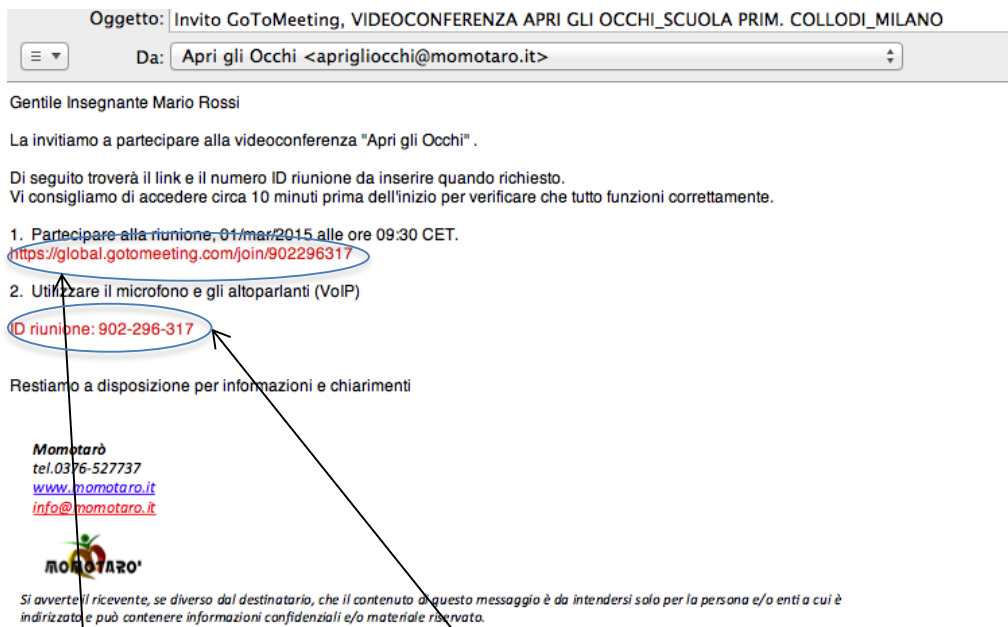 Oggetto: Invito GoToMeeting, VIDEOCONFERENZA APRI GLI OCCHI_SCUOLA PRIM. COLLODI_MILANO
Da: Apri gli Occhi <aprigliocchi@momotaro.it>
Gentile Insegnante Mario Rossi
La invitiamo a partecipare alla videoconferenza "Apri gli Occhi" .
Di seguito troverà il link e il numero ID riunione da inserire quando richiesto.
Vi consigliamo di accedere circa 10 minuti prima dell'inizio per verificare che tutto funzioni correttamente.
1. Partecipare alla riunione, 01/mar/2015 alle ore 09:30 CET.
https://global.gotomeeting.com/join/902296317
2. Utilizzare il microfono e gli altoparlanti (VoIP)
ID riunione: 902-296-317
Restiamo a disposizione per informazioni e chiarimenti
Momotarò
tel.0376-527737
www.momotaro.it
info@momotaro.it
MOMOTARO'
Si avverte il ricevente, se diverso dal destinatario, che il contenuto di questo messaggio è da intendersi solo per la persona e/o enti a cui è
indirizzato e può contenere informazioni confidenziali e/o materiale riservato.